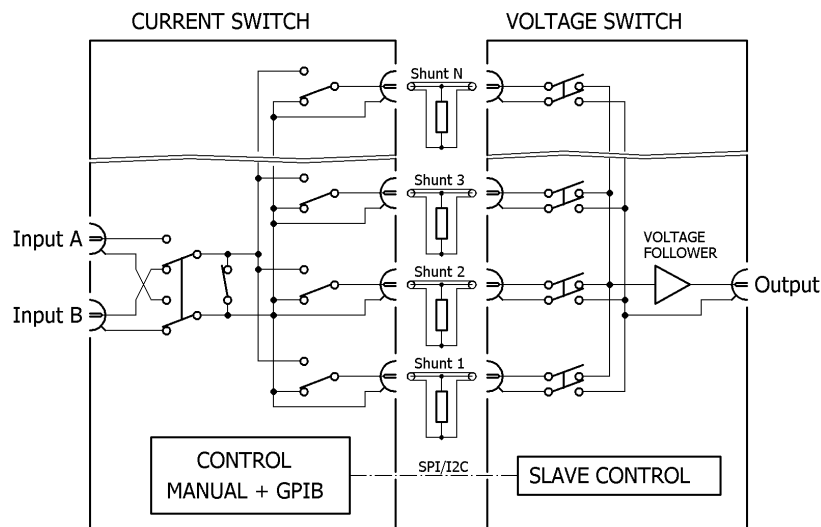 CURRENT SWITCH
VOLTAGE SWITCH
Shunt N
Shunt 3
Input A
VOLTAGE
FOLLOWER
Shunt 2
Output
Input B
Shunt 1
CONTROL
MANUAL + GPIB
SPI/I2C
SLAVE CONTROL